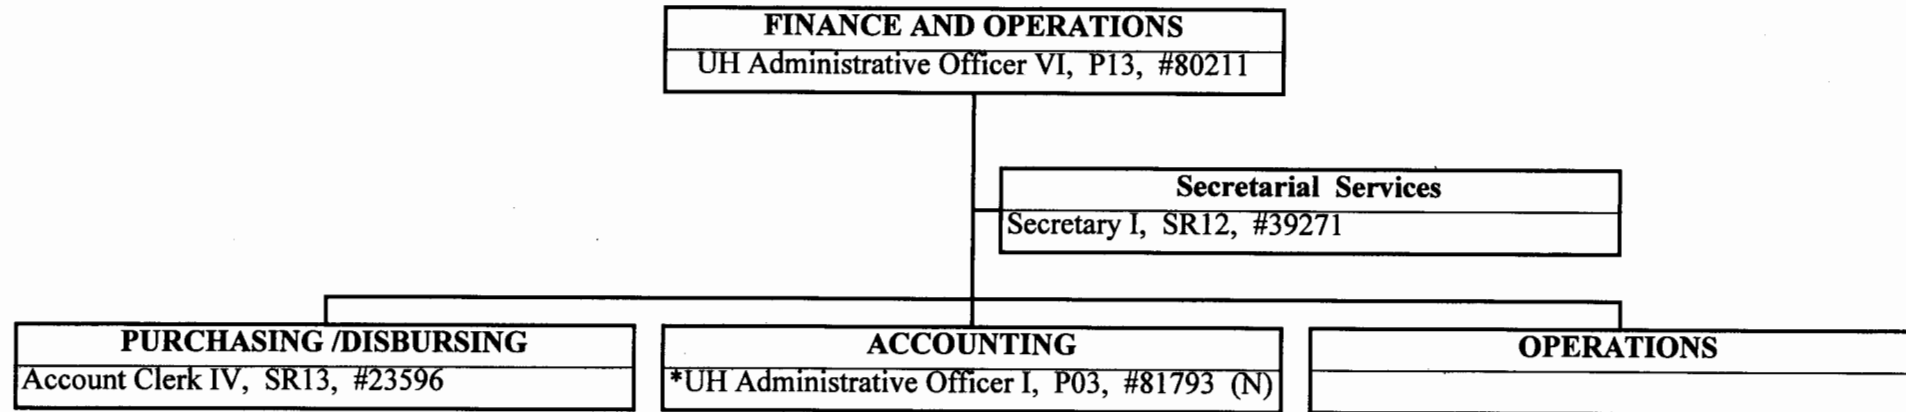 FINANCE AND OPERATIONS
UH Administrative Officer VI, P13, #80211
Secretarial Services
Secretary I, SR12, #39271
PURCHASING /DISBURSING
Account Clerk IV, SR13, #23596
ACCOUNTING
*UH Administrative Officer I, P03, #81793 (N)
OPERATIONS